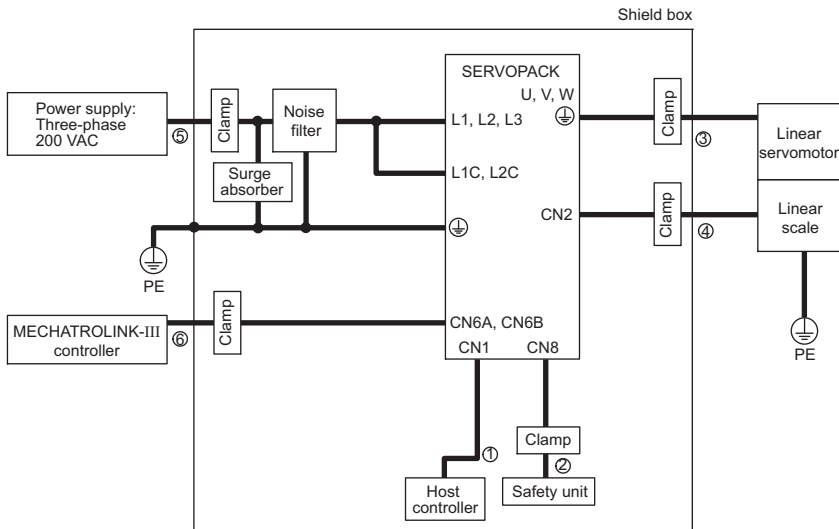 Shield box
SERVOPACK
U, V, W
Power supply:
Three-phase
200 VAC
⑤
Clamp
Noise
filter
L1, L2, L3
Clamp
③
Linear
servomotor
Surge
absorber
L1C, L2C
CN2
Clamp
④
Linear
scale
PE
PE
MECHATROLINK-III
controller
⑥
Clamp
CN6A, CN6B
CN1 CN8
①
Clamp
②
Host
controller
Safety unit